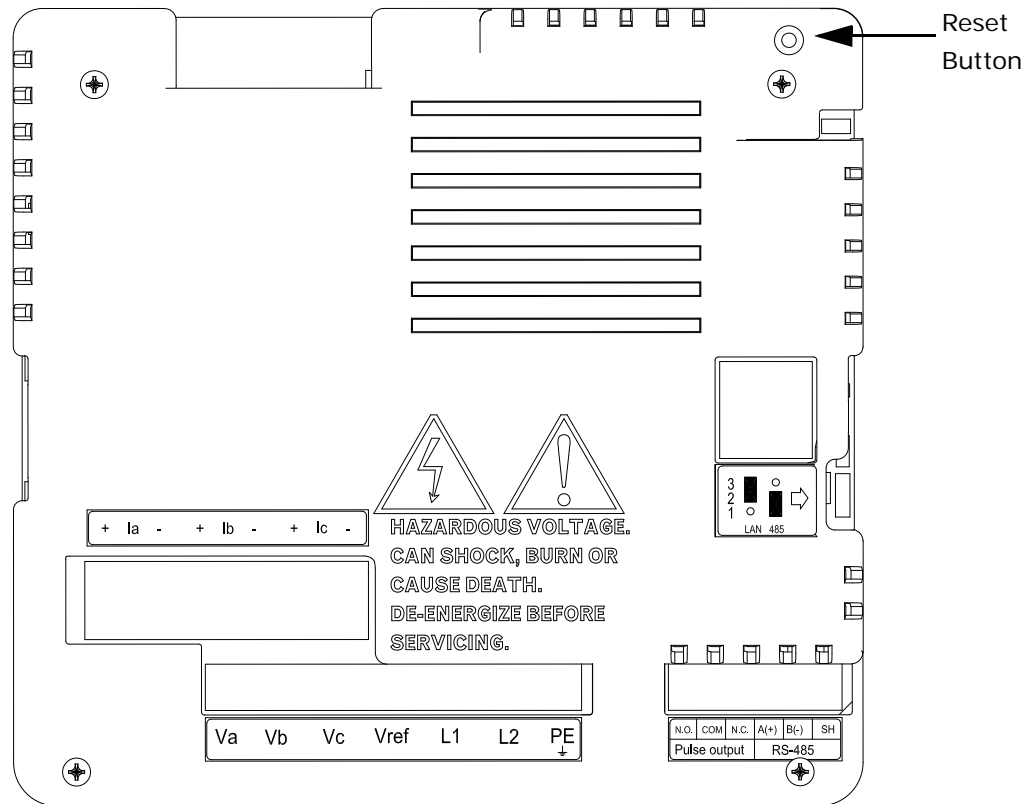 Reset
Button
3
2
1
LAN 485
+ Ia - + Ib - + Ic -
HAZARDOUS VOLTAGE.
CAN SHOCK, BURN OR
CAUSE DEATH.
DE-ENERGIZE BEFORE
SERVICING.
Va Vb Vc Vref L1 L2 PE
N.O. COM N.C. A(+) B(-) SH
Pulse output RS-485